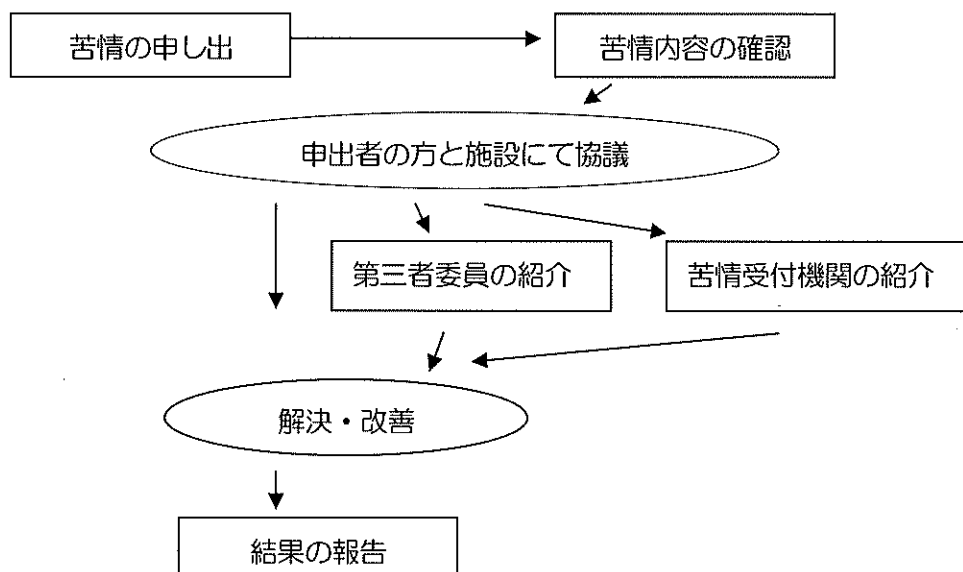 苦情の申し出
苦情内容の確認
申出者の方と施設にて協議
第三者委員の紹介
苦情受付機関の紹介
解決・改善
結果の報告